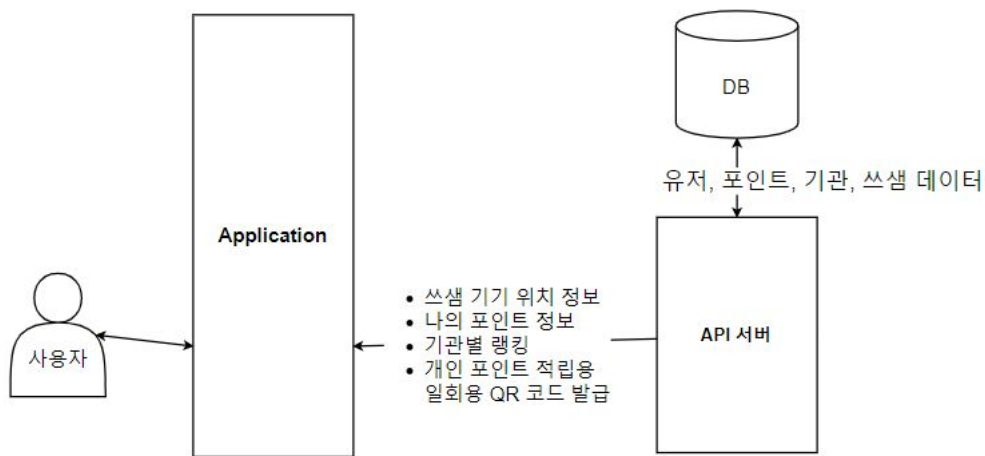 DB
유저, 포인트, 기관, 쓰샘 데이터
Application
• 쓰샘 기기 위치 정보
• 나의 포인트 정보
• 기관별 랭킹
• 개인 포인트 적립용
일회용 QR 코드 발급
API 서버
사용자